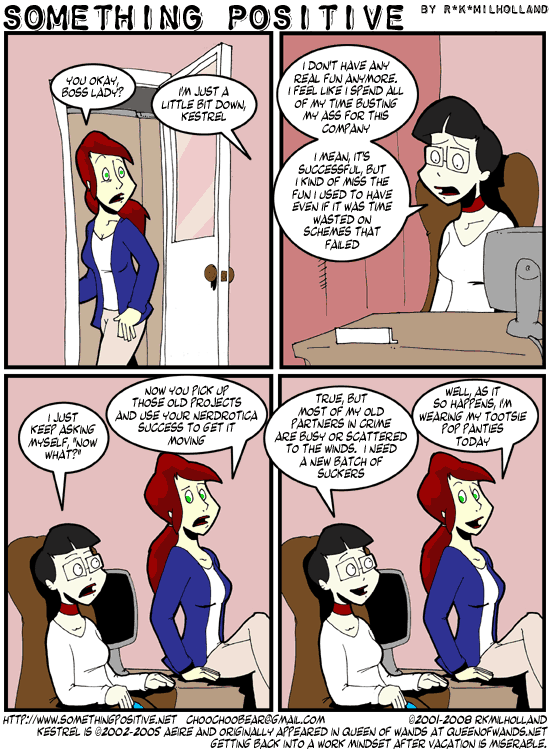 SOMETHING POSITIVE BY R*K*MILHOLLAND
YOU OKAY,
BOSS LADY?
I'M JUST A
LITTLE BIT DOWN,
KESTREL
I DON'T HAVE ANY
REAL FUN ANYMORE.
I FEEL LIKE I SPEND ALL
OF MY TIME BUSTING
MY ASS FOR THIS
COMPANY
I MEAN, IT'S
SUCCESSFUL, BUT
I KIND OF MISS THE
FUN I USED TO HAVE
EVEN IF IT WAS TIME
WASTED ON
SCHEMES THAT
FAILED
I JUST
KEEP ASKING
MYSELF, "NOW
WHAT?"
NOW YOU PICK UP
THOSE OLD PROJECTS
AND USE YOUR NERDROTICA
SUCCESS TO GET IT
MOVING
TRUE, BUT
MOST OF MY OLD
PARTNERS IN CRIME
ARE BUSY OR SCATTERED
TO THE WINDS. I NEED
A NEW BATCH OF
SUCKERS
WELL, AS IT
SO HAPPENS, I'M
WEARING MY TOOTSIE
POP PANTIES
TODAY
HTTP://WWW.SOMETHINGPOSITIVE.NET CHOOCHOOBEAR@GMAIL.COM ©2001-2008 RKMILHOLLAND
KESTREL IS ©2002-2005 AEIRE AND ORIGINALLY APPEARED IN QUEEN OF WANDS AT QUEENOFWANDS.NET
GETTING BACK INTO A WORK MINDSET AFTER VACATION IS MISERABLE.